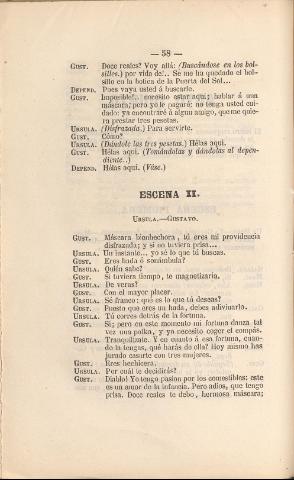 — 58 —
GUST. Doce reales? Voy allá: (Buscándose en los bol-
sillos.) por vida de!.. Se me ha quedado el bol-
sillo en la botica de la Puerta del Sol...
DEPEND. Pues vaya usted á buscarlo.
GUST. Imposible!.. necesito estar aquí; hablar á una
máscara; pero yo le pagaré: no tenga usted cui-
dado: ya encontraré á algun amigo, que me quie-
ra prestar tres pesetas.
URSULA. (Disfrazada.) Para servirte.
GUST. Cómo?
URSULA. (Dándole las tres pesetas.) Hélas aquí.
GUST. Hélas aquí. (Tomándolas y dándolas al depen-
diente..)
DEPEND. Hélas aquí. (Váse.)
ESCENA II.
URSULA.—GUSTAVO.
GUST. Máscara bienhechora, tú eres mi providencia
disfrazada; y si no tuviera prisa...
URSULA. Un instante... yo sé lo que tú buscas.
GUST. Eres hada ó sonámbula?
URSULA. Quién sabe?
GUST. Si tuviera tiempo, te magnetizaria.
URSULA. De veras?
GUST. Con el mayor placer.
URSULA. Sé franco: qué es lo que tú deseas?
GUST. Puesto que eres un hada, debes adivinarlo.
URSULA. Tú corres detrás de la fortuna.
GUST. Sí; pero en este momento mi fortuna danza tal
vez una polka, y yo necesito coger el compás.
URSULA. Tranquilízate. Y en cuanto á esa fortuna, cuan-
do la tengas, qué harás de ella? Hoy mismo has
jurado casarte con tres mujeres.
GUST. Eres hechicera.
URSULA. Por cuál te decidirás?
GUST. Diablo! Yo tengo pasion por los comestibles: este
es un amor de la infancia. Pero adios, que tengo
prisa. Doce reales te debo, hermosa máscara;